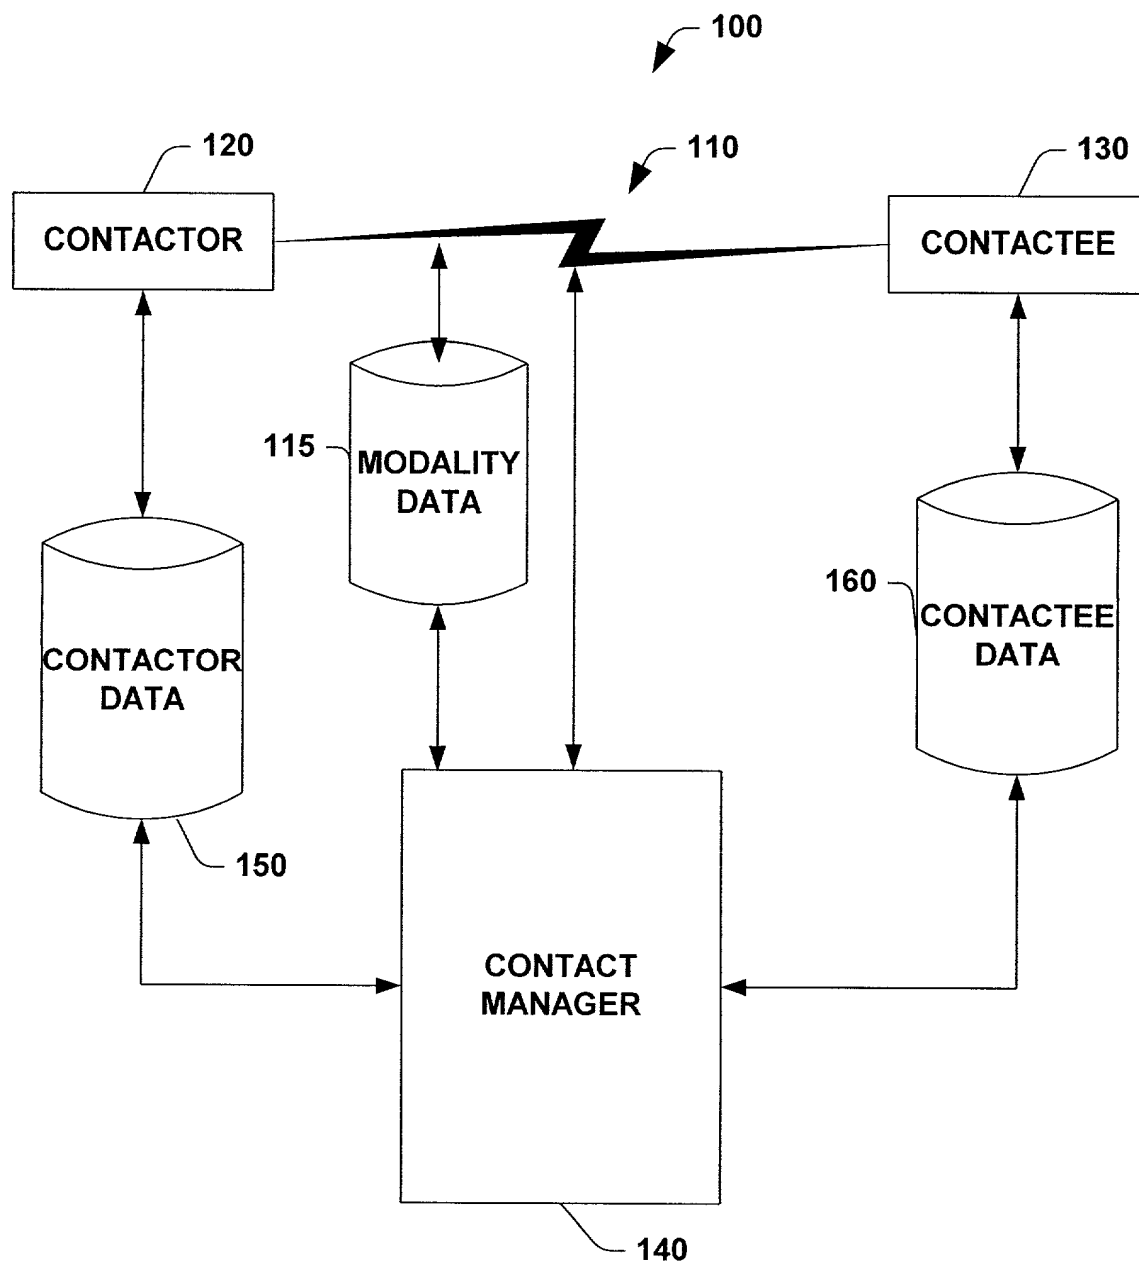 100
120
110
130
CONTACTOR
CONTACTEE
115
MODALITY
DATA
160
CONTACTEE
DATA
CONTACTOR
DATA
150
CONTACT
MANAGER
140